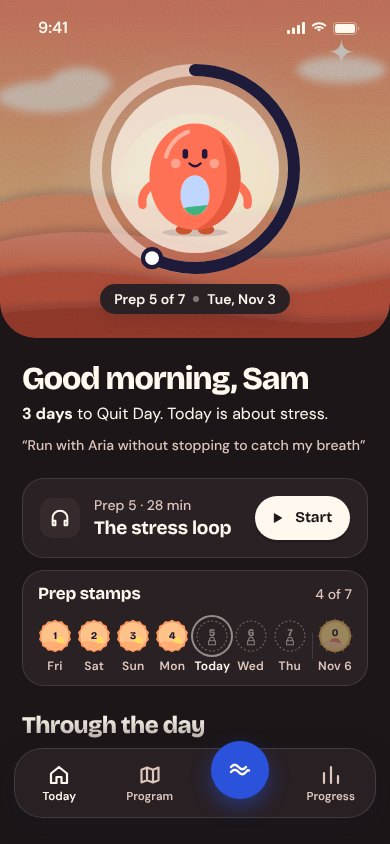 9:41
Prep 5 of 7 • Tue, Nov 3
Good morning, Sam
3 days to Quit Day. Today is about stress.
“Run with Aria without stopping to catch my breath”
Prep 5 · 28 min
The stress loop
Start
Prep stamps
4 of 7
1 2 3 4 5 6 7 0
Fri Sat Sun Mon Today Wed Thu Nov 6
Through the day
Today Program Progress